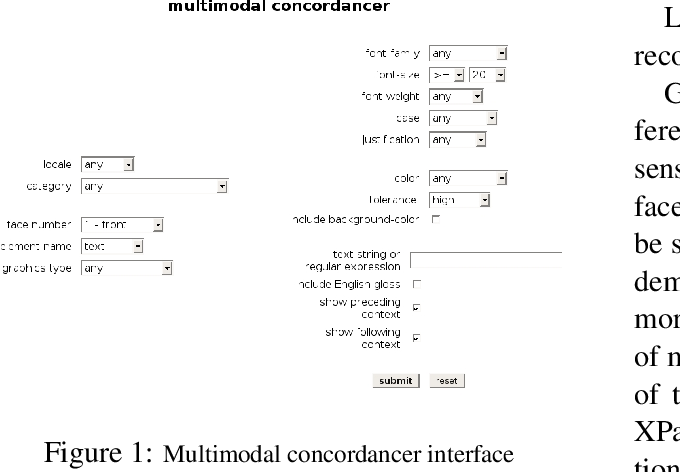 multimodal concordancer
locale any
category any
face number 1 - front
element name text
graphics type any
font-family any
font-size >= 20
font-weight any
case any
justification any
color any
tolerance high
include background-color
text string or
regular expression
include English gloss
show preceding
context
show following
context
submit reset
Figure 1: Multimodal concordancer interface
L
reco
G
fere
sens
face
be s
dem
mor
of m
of t
XPa
tion